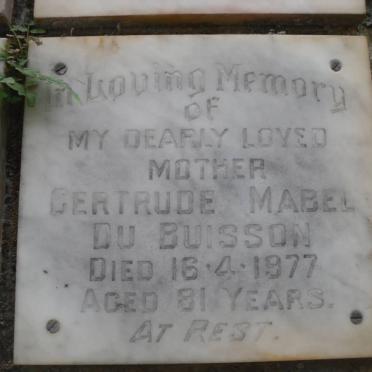 In Loving Memory
OF
MY DEARLY LOVED
MOTHER
GERTRUDE MABEL
DU BUISSON
DIED 16·4·1977
AGED 81 YEARS.
AT REST.